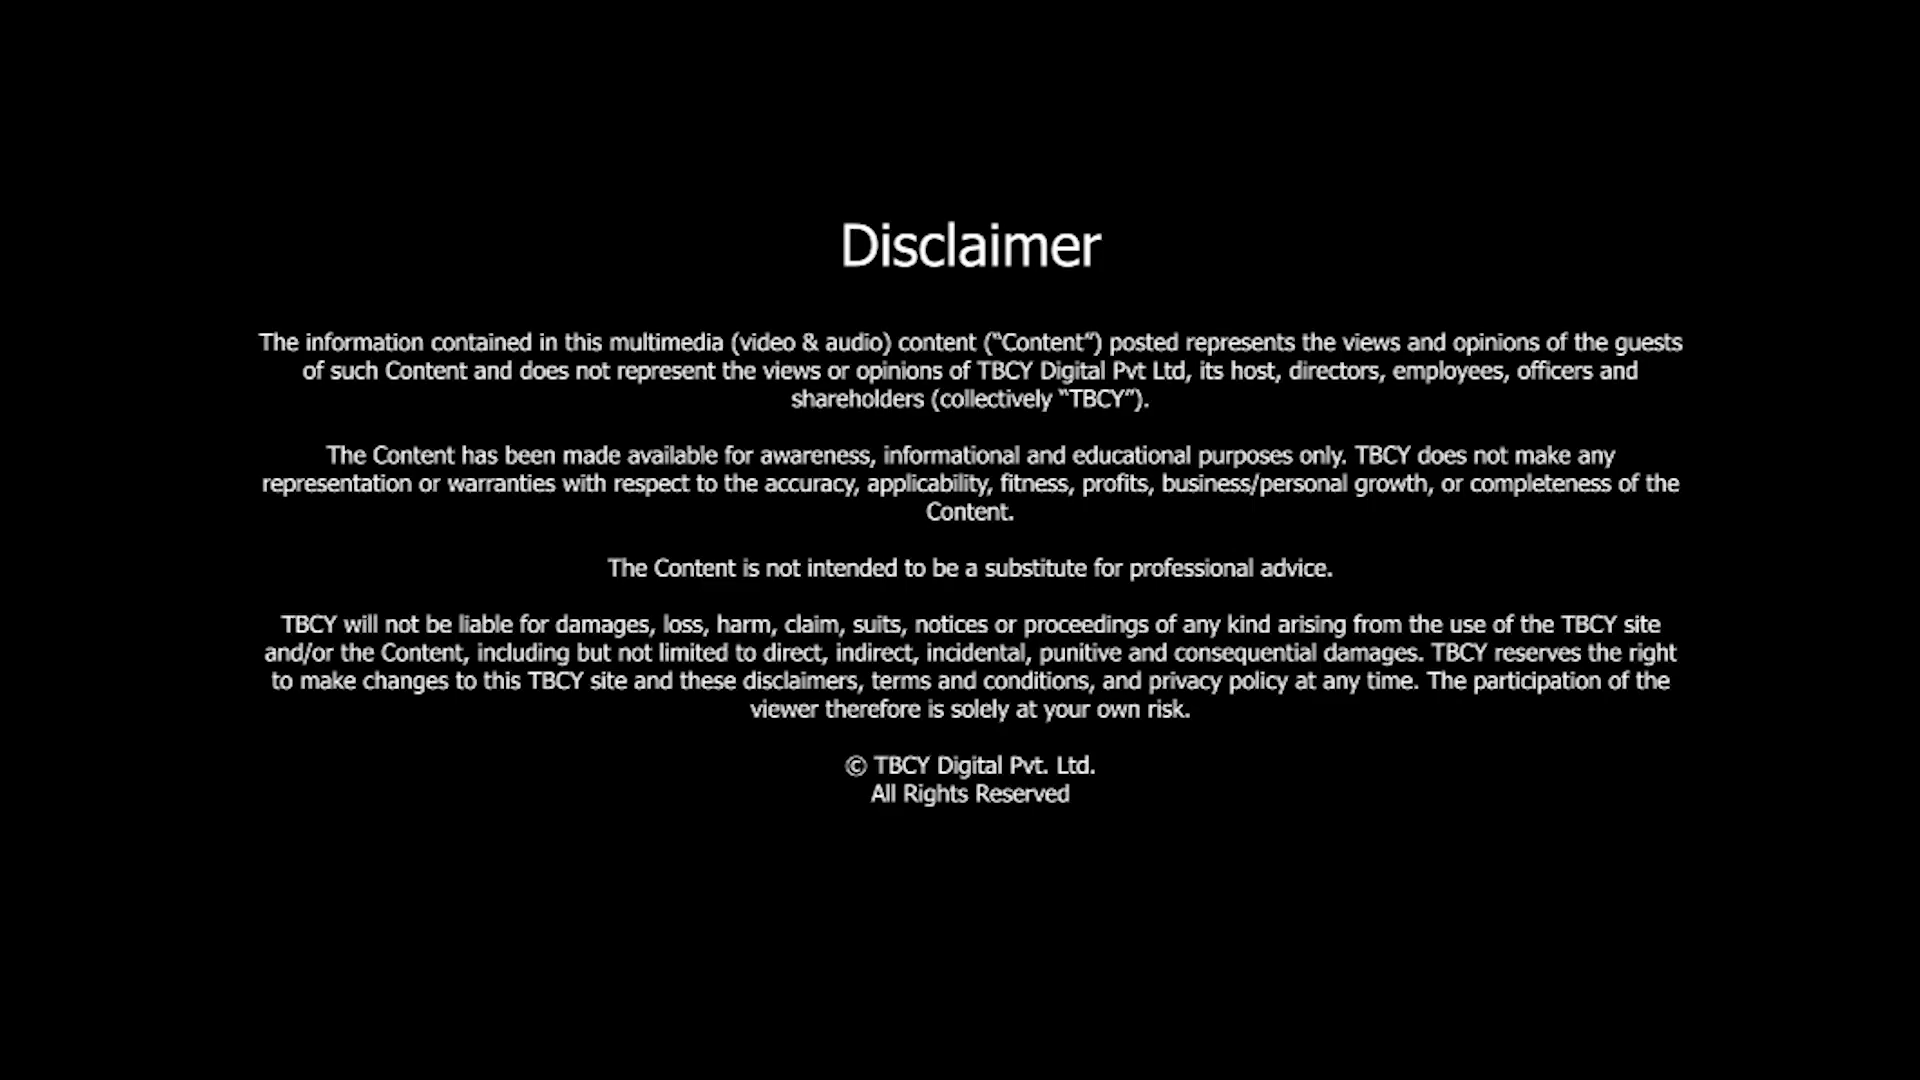 Disclaimer
The information contained in this multimedia (video & audio) content (“Content”) posted represents the views and opinions of the guests
of such Content and does not represent the views or opinions of TBCY Digital Pvt Ltd, its host, directors, employees, officers and
shareholders (collectively “TBCY”).
The Content has been made available for awareness, informational and educational purposes only. TBCY does not make any
representation or warranties with respect to the accuracy, applicability, fitness, profits, business/personal growth, or completeness of the
Content.
The Content is not intended to be a substitute for professional advice.
TBCY will not be liable for damages, loss, harm, claim, suits, notices or proceedings of any kind arising from the use of the TBCY site
and/or the Content, including but not limited to direct, indirect, incidental, punitive and consequential damages. TBCY reserves the right
to make changes to this TBCY site and these disclaimers, terms and conditions, and privacy policy at any time. The participation of the
viewer therefore is solely at your own risk.
© TBCY Digital Pvt. Ltd.
All Rights Reserved